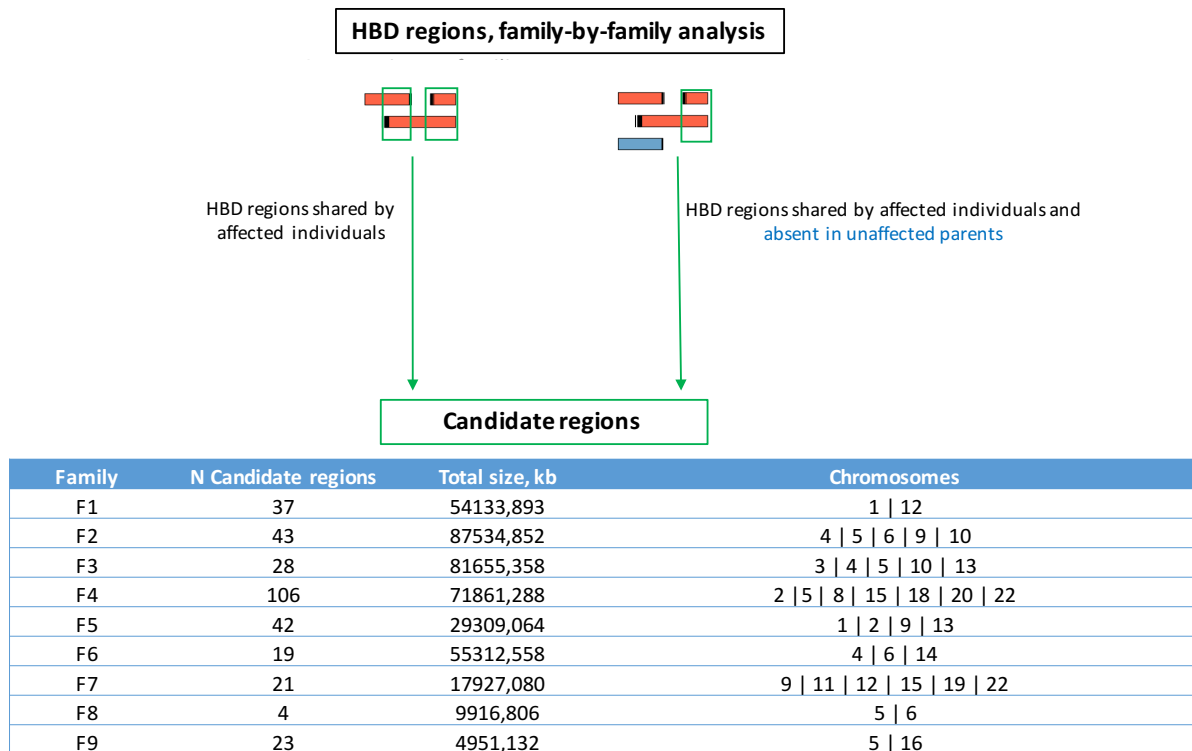 HBD regions, family-by-family analysis
HBD regions shared by
affected individuals
HBD regions shared by affected individuals and
absent in unaffected parents
Candidate regions
Family N Candidate regions Total size, kb Chromosomes
F1 37 54133,893 1 | 12
F2 43 87534,852 4 | 5 | 6 | 9 | 10
F3 28 81655,358 3 | 4 | 5 | 10 | 13
F4 106 71861,288 2 | 5 | 8 | 15 | 18 | 20 | 22
F5 42 29309,064 1 | 2 | 9 | 13
F6 19 55312,558 4 | 6 | 14
F7 21 17927,080 9 | 11 | 12 | 15 | 19 | 22
F8 4 9916,806 5 | 6
F9 23 4951,132 5 | 16